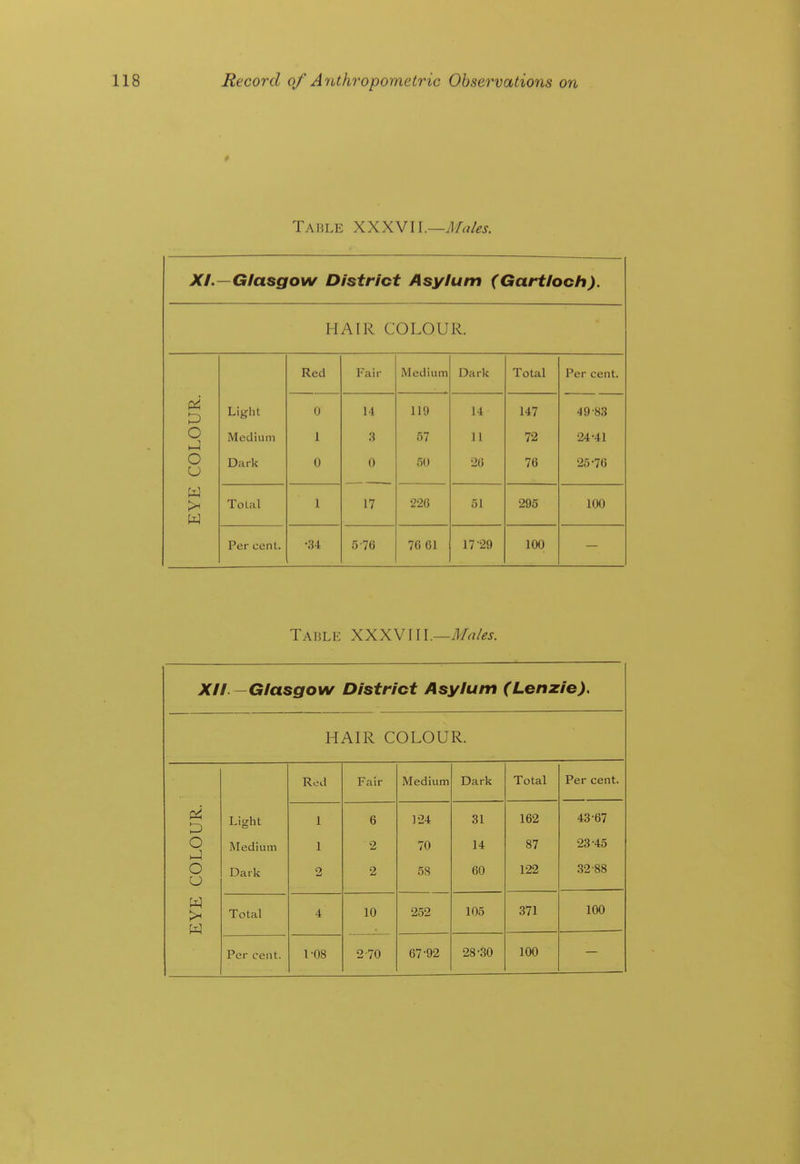 118 Record of Anthropometric Observations on
TABLE XXXVII.—Males.
XI.—Glasgow District Asylum (Gartloch).
HAIR COLOUR.
EYE COLOUR.
Red Fair Medium Dark Total Per cent.
Light 0 14 119 14 147 49·83
Medium 1 3 57 11 72 24·41
Dark 0 0 50 26 76 25·76
Total 1 17 226 51 295 100
Per cent. ·34 5·76 76 61 17·29 100 —
TABLE XXXVIII.—Males.
XII.—Glasgow District Asylum (Lenzie).
HAIR COLOUR.
EYE COLOUR.
Red Fair Medium Dark Total Per cent.
Light 1 6 124 31 162 43·67
Medium 1 2 70 14 87 23·45
Dark 2 2 58 60 122 32·88
Total 4 10 252 105 371 100
Per cent. 1·08 2·70 67·92 28·30 100 —